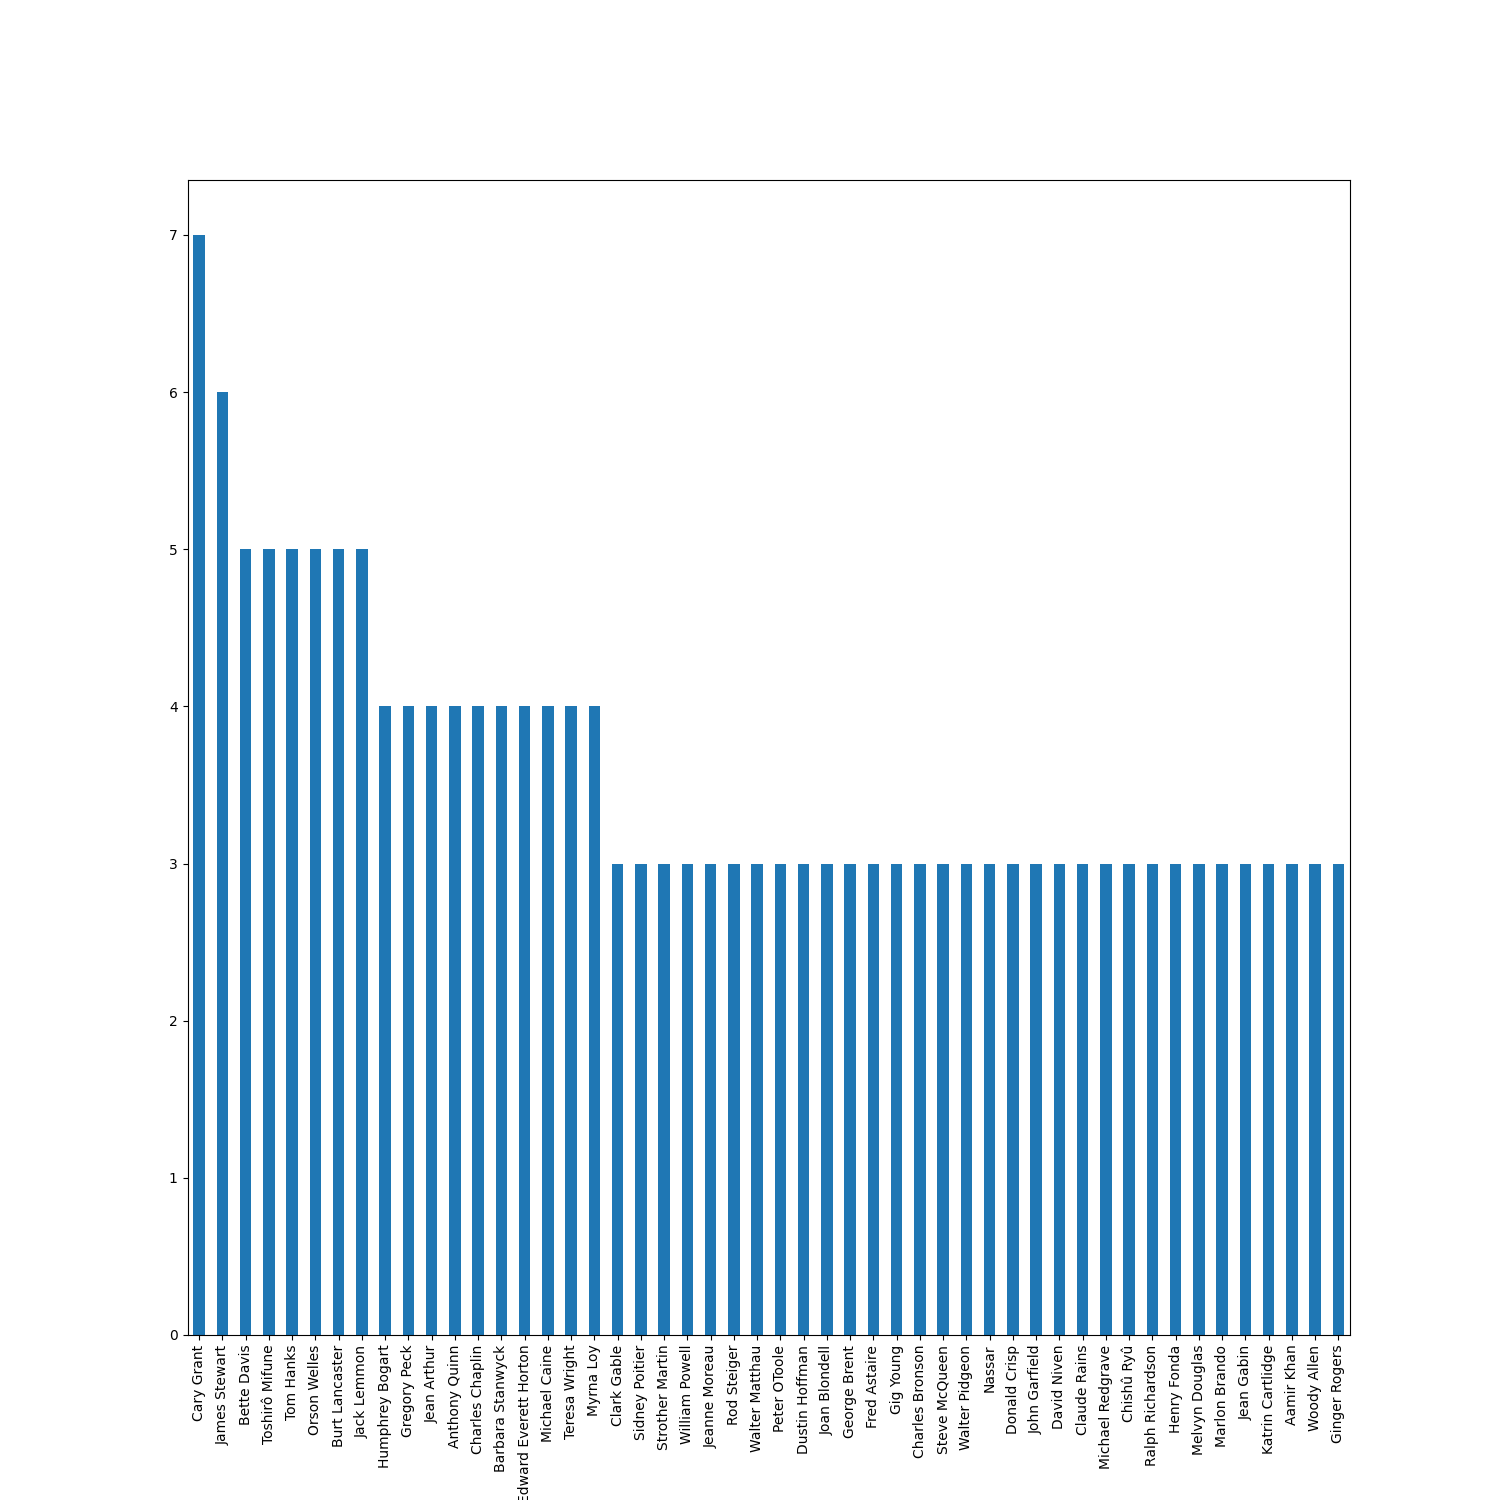 7
6
5
4
3
2
1
0
Cary Grant
James Stewart
Bette Davis
Toshirô Mifune
Tom Hanks
Orson Welles
Burt Lancaster
Jack Lemmon
Humphrey Bogart
Gregory Peck
Jean Arthur
Anthony Quinn
Charles Chaplin
Barbara Stanwyck
Edward Everett Horton
Michael Caine
Teresa Wright
Myrna Loy
Clark Gable
Sidney Poitier
Strother Martin
William Powell
Jeanne Moreau
Rod Steiger
Walter Matthau
Peter OToole
Dustin Hoffman
Joan Blondell
George Brent
Fred Astaire
Gig Young
Charles Bronson
Steve McQueen
Walter Pidgeon
Nassar
Donald Crisp
John Garfield
David Niven
Claude Rains
Michael Redgrave
Chishû Ryû
Ralph Richardson
Henry Fonda
Melvyn Douglas
Marlon Brando
Jean Gabin
Katrin Cartlidge
Aamir Khan
Woody Allen
Ginger Rogers